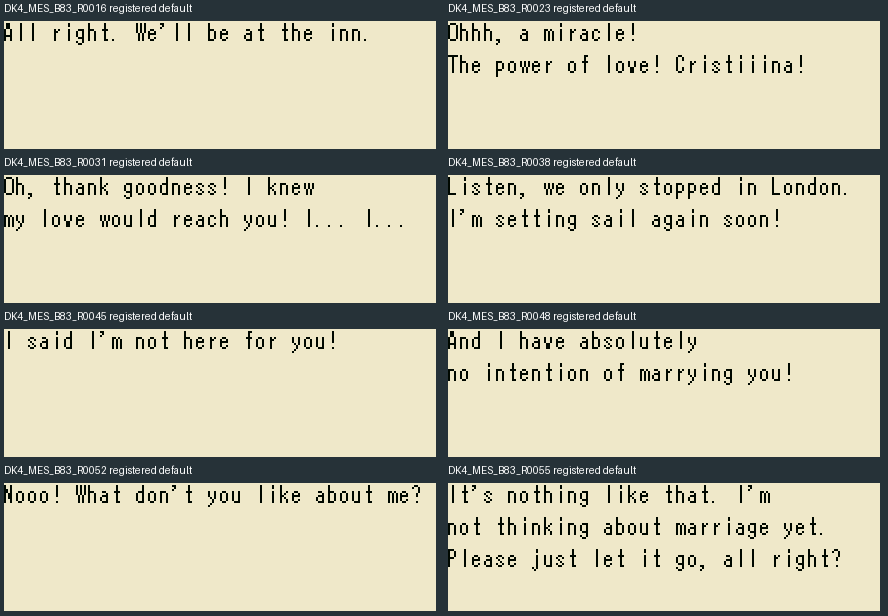 DK4_MES_B83_R0016 registered default
All right. We'll be at the inn.
DK4_MES_B83_R0023 registered default
Ohhh, a miracle!
The power of love! Cristiiina!
DK4_MES_B83_R0031 registered default
Oh, thank goodness! I knew
my love would reach you! I... I...
DK4_MES_B83_R0038 registered default
Listen, we only stopped in London.
I'm setting sail again soon!
DK4_MES_B83_R0045 registered default
I said I'm not here for you!
DK4_MES_B83_R0048 registered default
And I have absolutely
no intention of marrying you!
DK4_MES_B83_R0052 registered default
Nooo! What don't you like about me?
DK4_MES_B83_R0055 registered default
It's nothing like that. I'm
not thinking about marriage yet.
Please just let it go, all right?